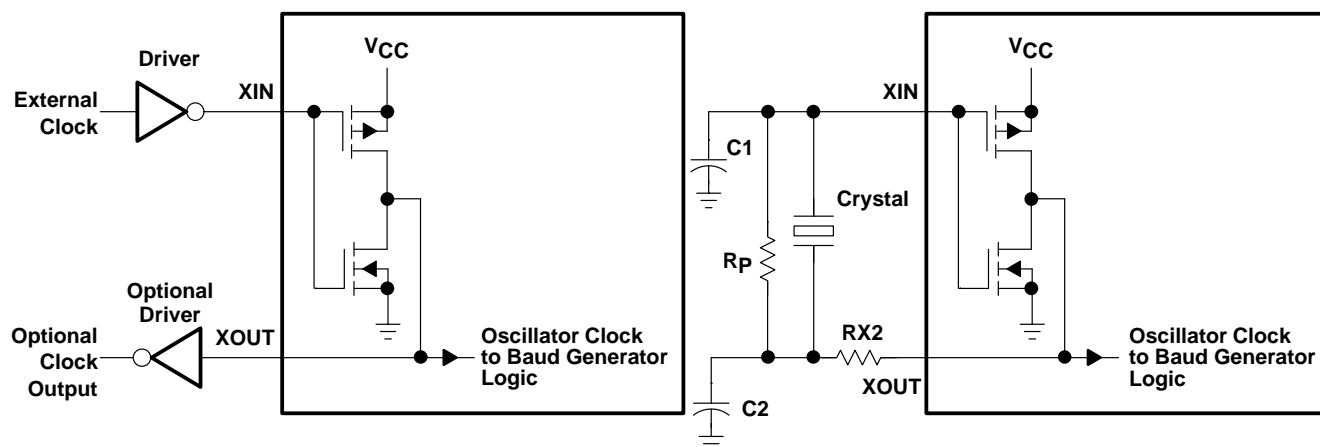 Driver
XIN
External
Clock
VCC
Optional
Driver
XOUT
Optional
Clock
Output
Oscillator Clock
to Baud Generator
Logic
XIN
VCC
C1
Crystal
RP
RX2
XOUT
C2
Oscillator Clock
to Baud Generator
Logic